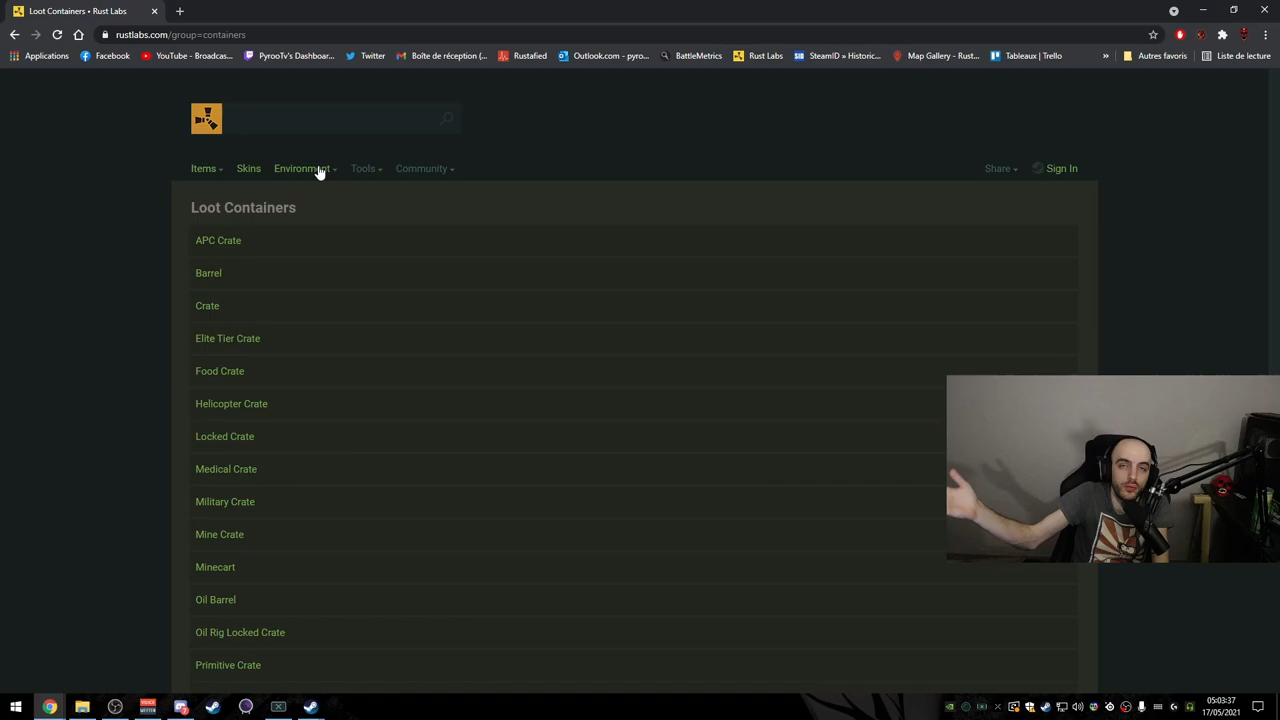 Loot Containers • Rust Labs
rustlabs.com/group=containers
Applications
Facebook
YouTube - Broadcas...
PyrooTv's Dashboar...
Twitter
Boîte de réception (...
Rustafied
Outlook.com - pyro...
BattleMetrics
Rust Labs
SteamID » Historic...
Map Gallery - Rust...
Tableaux | Trello
»
Autres favoris
Liste de lecture
Items
Skins
Environment
Tools
Community
Share
Sign In
Loot Containers
APC Crate
Barrel
Crate
Elite Tier Crate
Food Crate
Helicopter Crate
Locked Crate
Medical Crate
Military Crate
Mine Crate
Minecart
Oil Barrel
Oil Rig Locked Crate
Primitive Crate
05:03:37
17/05/2021